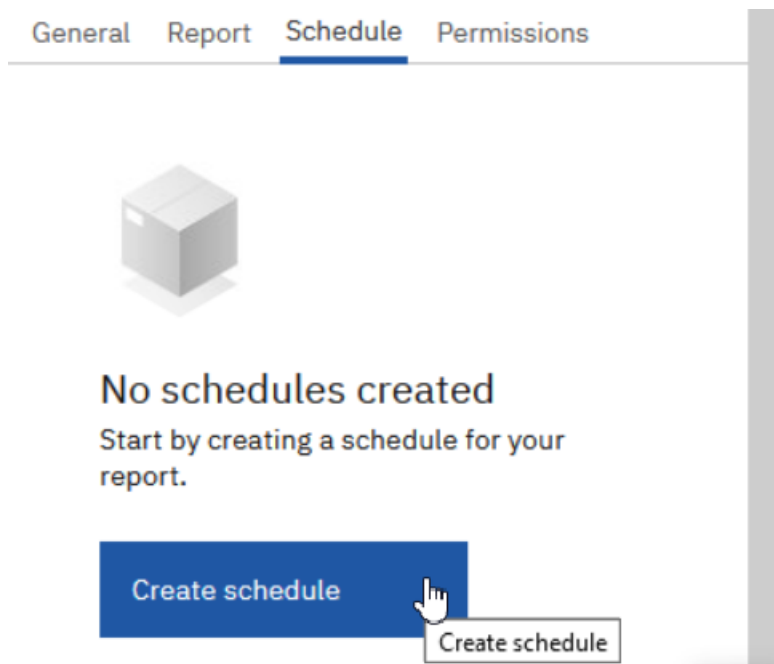 General Report Schedule Permissions
No schedules created
Start by creating a schedule for your
report.
Create schedule
Create schedule